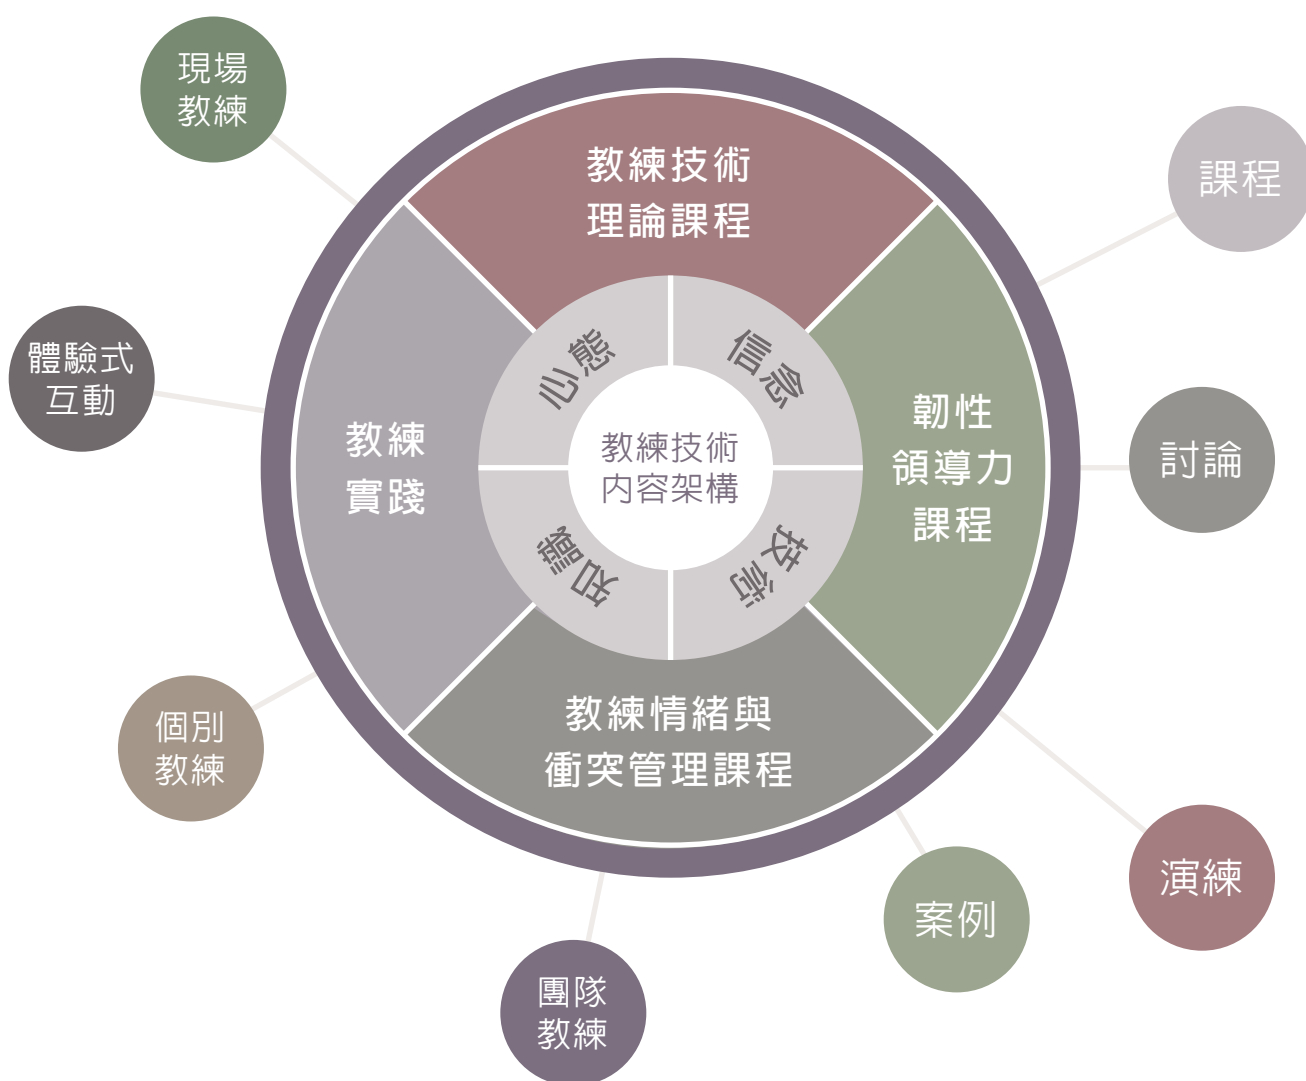 現場
教練
課程
教練技術
理論課程
心態
信念
體驗式
互動
教練
實踐
教練技術
内容架構
韌性
領導力
課程
討論
知識
技術
個別
教練
教練情緒與
衝突管理課程
演練
案例
團隊
教練